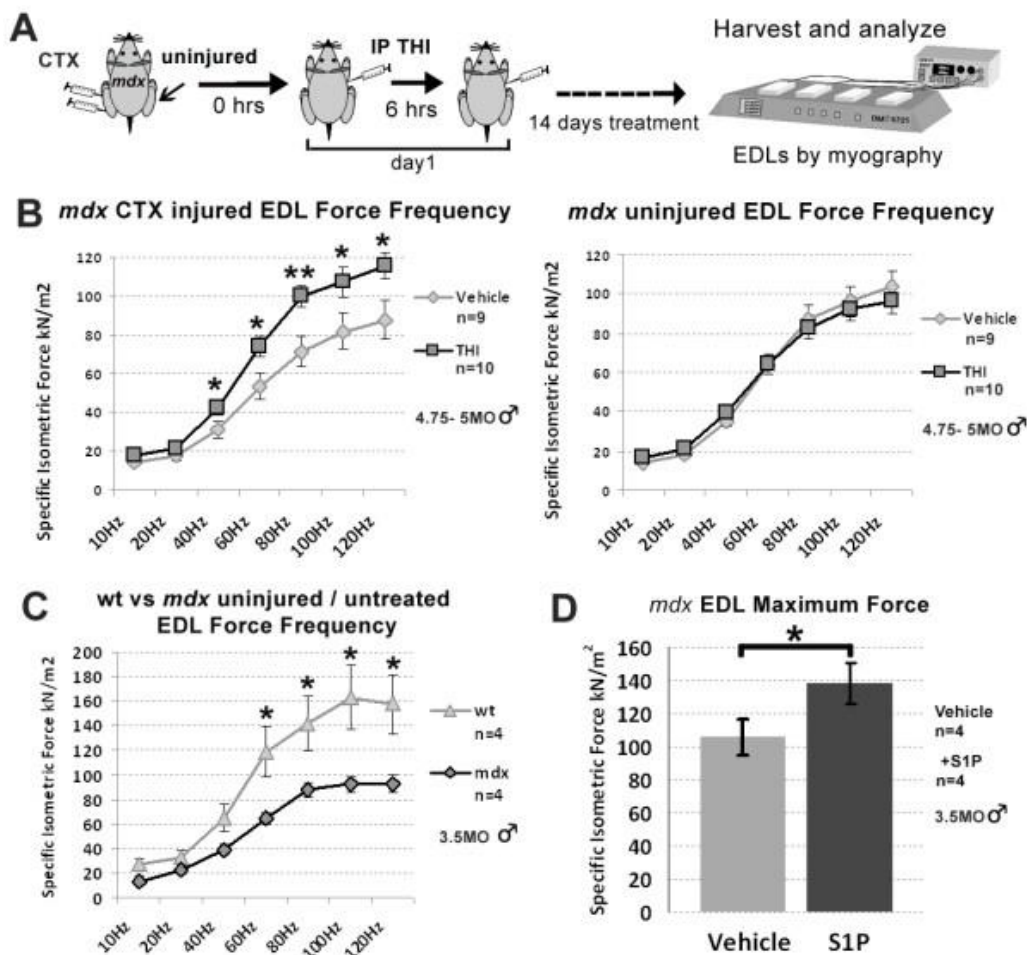 A
CTX
uninjured
mdx
0 hrs
IP THI
6 hrs
day1
14 days treatment
Harvest and analyze
EDLs by myography
B
mdx CTX injured EDL Force Frequency
Specific Isometric Force kN/m2
120
100
80
60
40
20
0
*
*
**
*
*
10Hz
20Hz
40Hz
60Hz
80Hz
100Hz
120Hz
Vehicle
n=9
THI
n=10
4.75- 5MO ♂
mdx uninjured EDL Force Frequency
Specific Isometric Force kN/m2
120
100
80
60
40
20
0
10Hz
20Hz
40Hz
60Hz
80Hz
100Hz
120Hz
Vehicle
n=9
THI
n=10
4.75- 5MO ♂
C
wt vs mdx uninjured / untreated
EDL Force Frequency
Specific Isometric Force kN/m2
200
180
160
140
120
100
80
60
40
20
0
*
*
*
*
10Hz
20Hz
40Hz
60Hz
80Hz
100Hz
120Hz
wt
n=4
mdx
n=4
3.5MO ♂
D
mdx EDL Maximum Force
Specific Isometric Force kN/m²
160
140
120
100
80
60
40
20
0
*
Vehicle
S1P
Vehicle
n=4
+S1P
n=4
3.5MO ♂